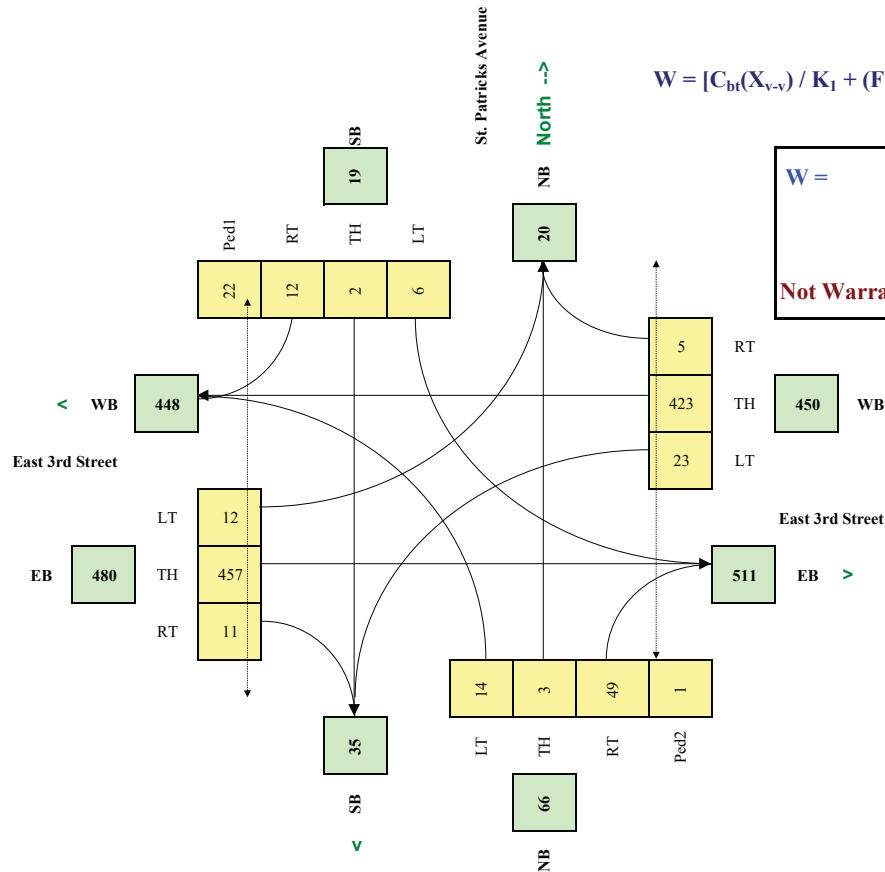 St. Patricks Avenue
North -->
W = [Cbt(Xv-v) / K1 + (F
SB
19
NB
20
W =
Not Warra
Ped1
RT
TH
LT
22
12
2
6
< WB
448
East 3rd Street
5
RT
423
TH
450
WB
23
LT
LT
12
EB
480
TH
457
RT
11
East 3rd Street
511
EB >
14
3
49
1
LT
TH
RT
Ped2
35
SB
v
66
NB